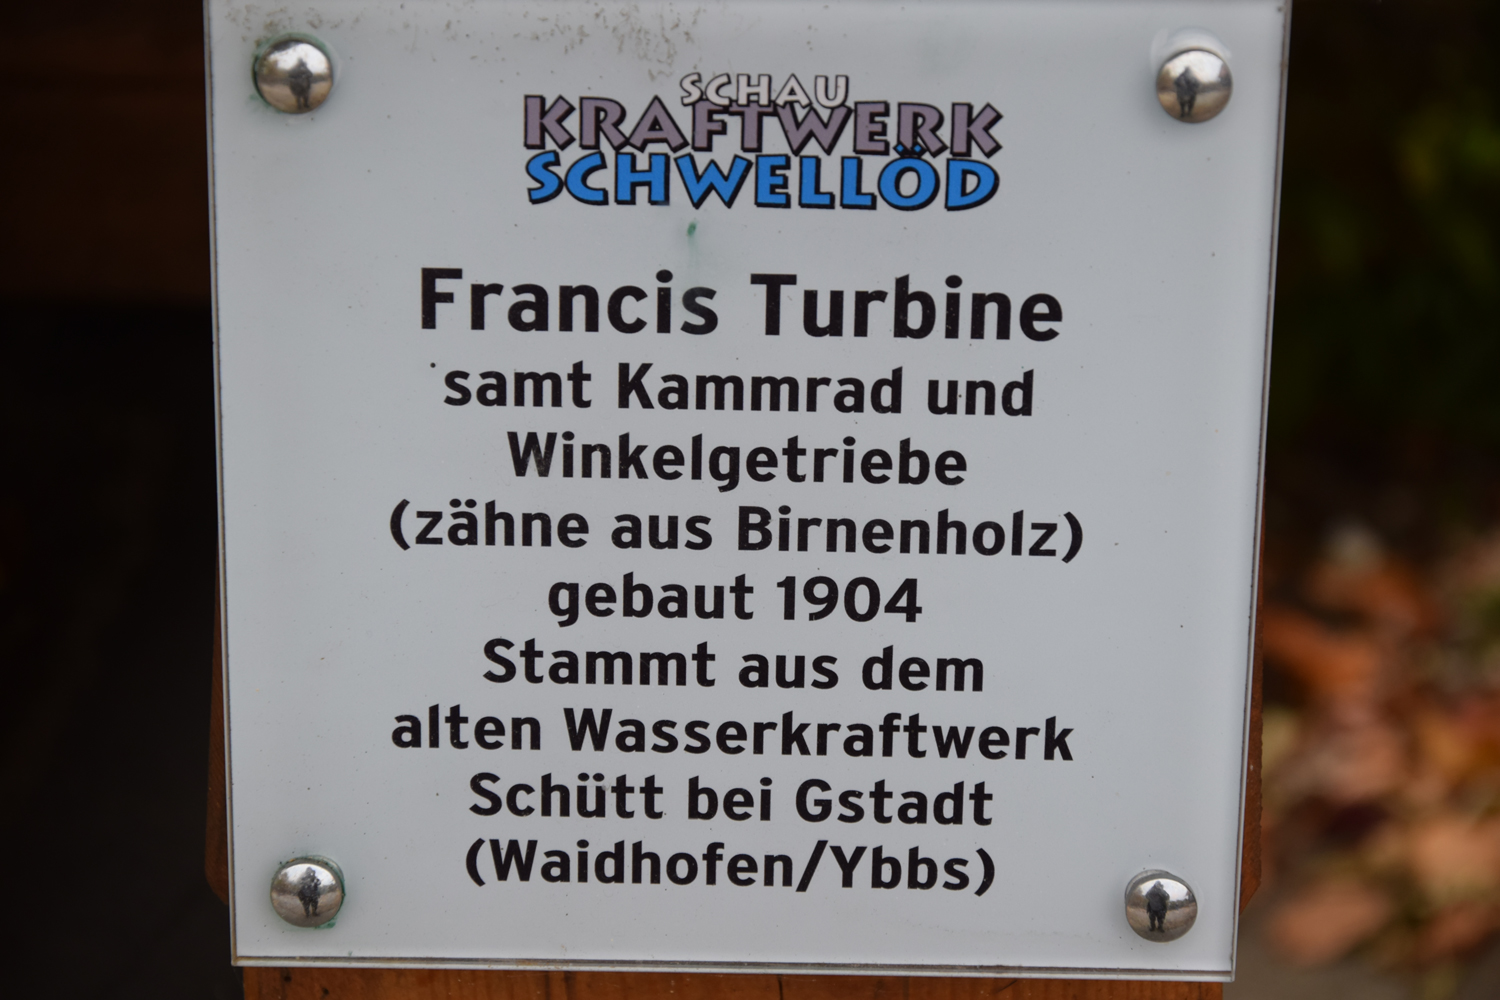 SCHAU
KRAFTWERK
SCHWELLÖD
Francis Turbine
samt Kammrad und
Winkelgetriebe
(zähne aus Birnenholz)
gebaut 1904
Stammt aus dem
alten Wasserkraftwerk
Schütt bei Gstadt
(Waidhofen/Ybbs)